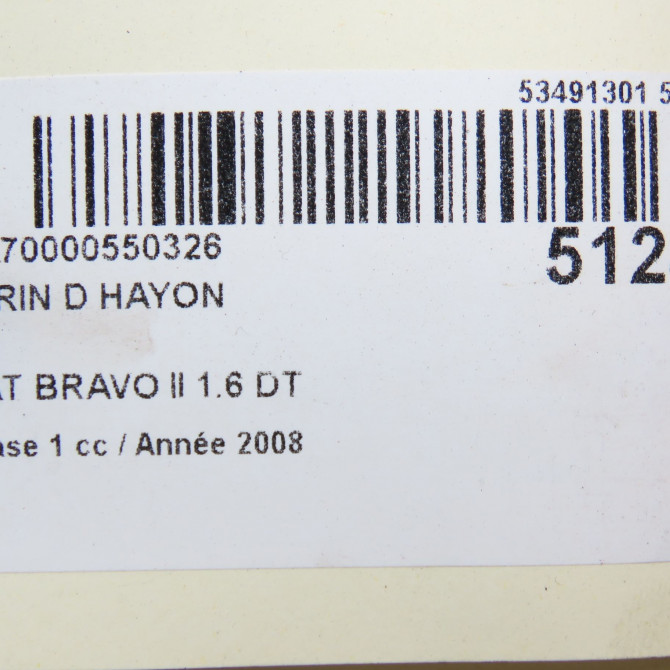 53491301 5
70000550326
512
RIN D HAYON
AT BRAVO II 1.6 DT
ase 1 cc / Année 2008